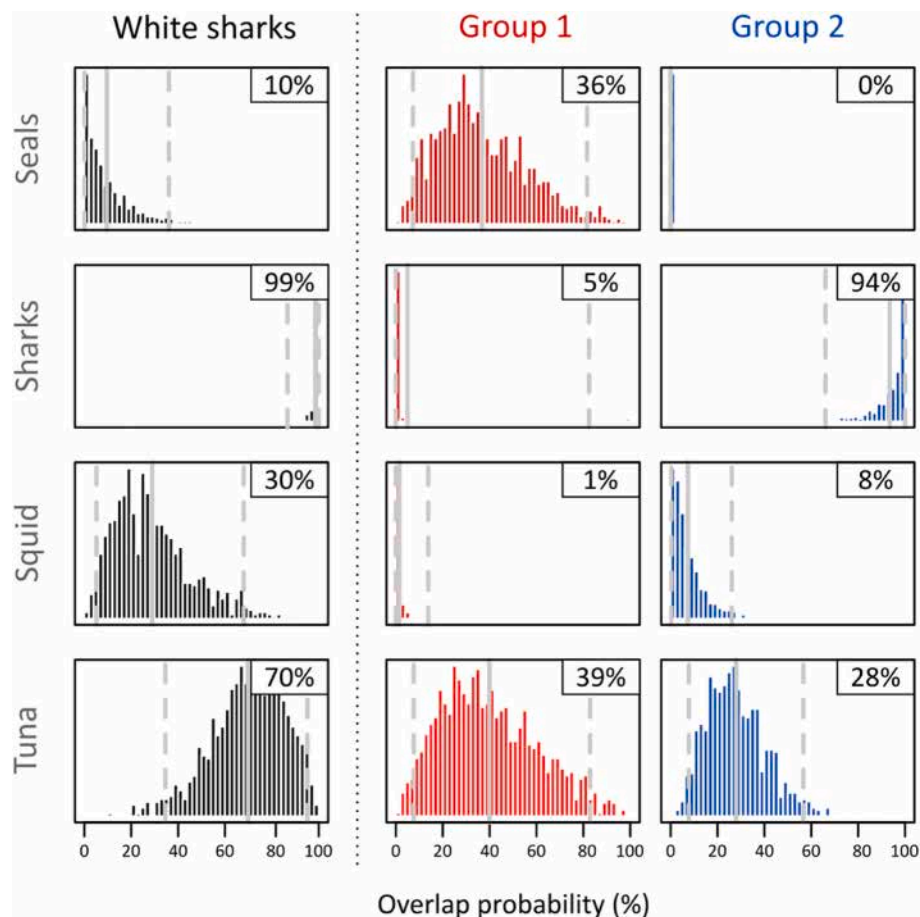 White sharks Group 1 Group 2
Seals 10% 36% 0%
Sharks 99% 5% 94%
Squid 30% 1% 8%
Tuna 70% 39% 28%
0 20 40 60 80 100 0 20 40 60 80 100 0 20 40 60 80 100
Overlap probability (%)